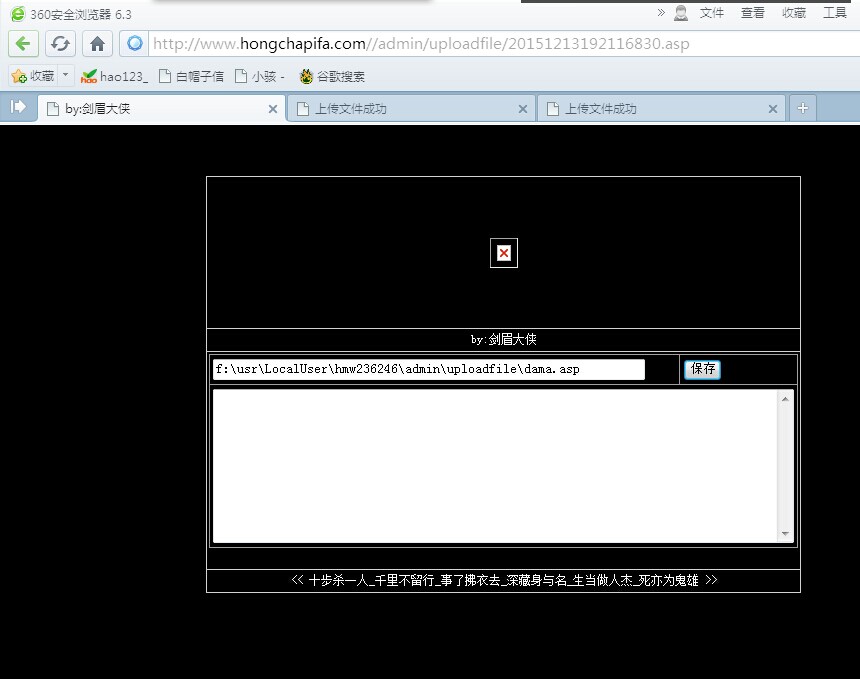 360安全浏览器 6.3
» 文件 查看 收藏 工具
http://www.hongchapifa.com//admin/uploadfile/20151213192116830.asp
收藏 hao123_ 白帽子信 小骇 - 谷歌搜索
by:剑眉大侠 上传文件成功 上传文件成功
by:剑眉大侠
f:\usr\LocalUser\hmw236246\admin\uploadfile\dama.asp 保存
<< 十步杀一人_千里不留行_事了拂衣去_深藏身与名_生当做人杰_死亦为鬼雄 >>